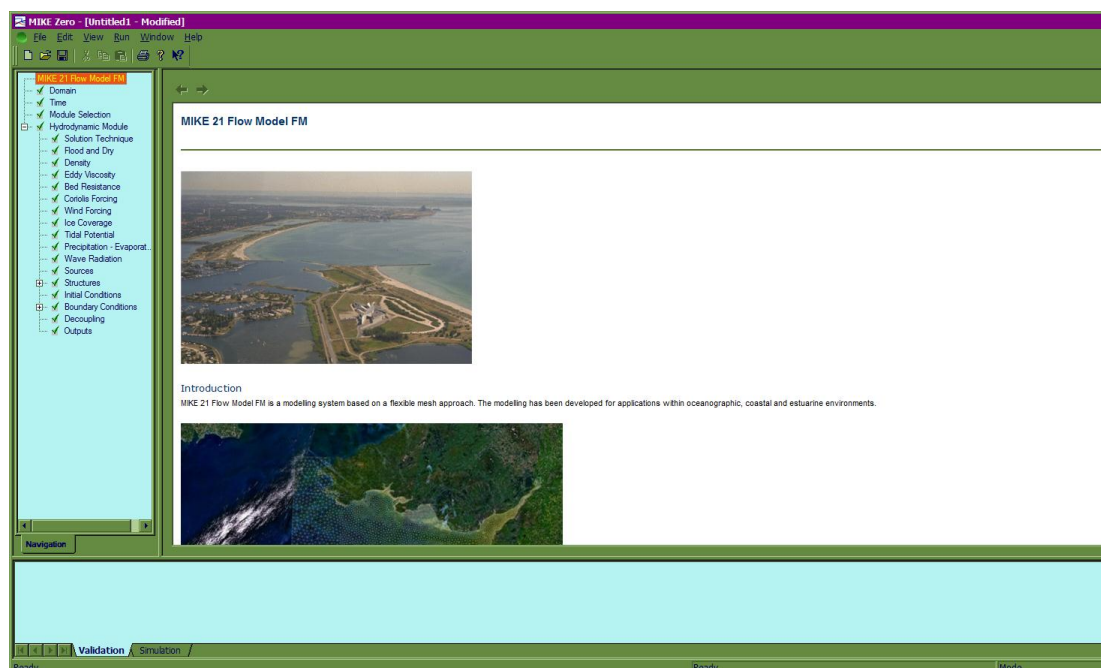 MIKE Zero - [Untitled1 - Modified]
File Edit View Run Window Help
MIKE 21 Flow Model FM
Domain
Time
Module Selection
Hydrodynamic Module
Solution Technique
Flood and Dry
Density
Eddy Viscosity
Bed Resistance
Coriolis Forcing
Wind Forcing
Ice Coverage
Tidal Potential
Precipitation - Evaporat...
Wave Radiation
Sources
Structures
Initial Conditions
Boundary Conditions
Decoupling
Outputs
Navigation
MIKE 21 Flow Model FM
Introduction
MIKE 21 Flow Model FM is a modelling system based on a flexible mesh approach. The modelling has been developed for applications within oceanographic, coastal and estuarine environments.
Validation Simulation
Ready Ready Mode